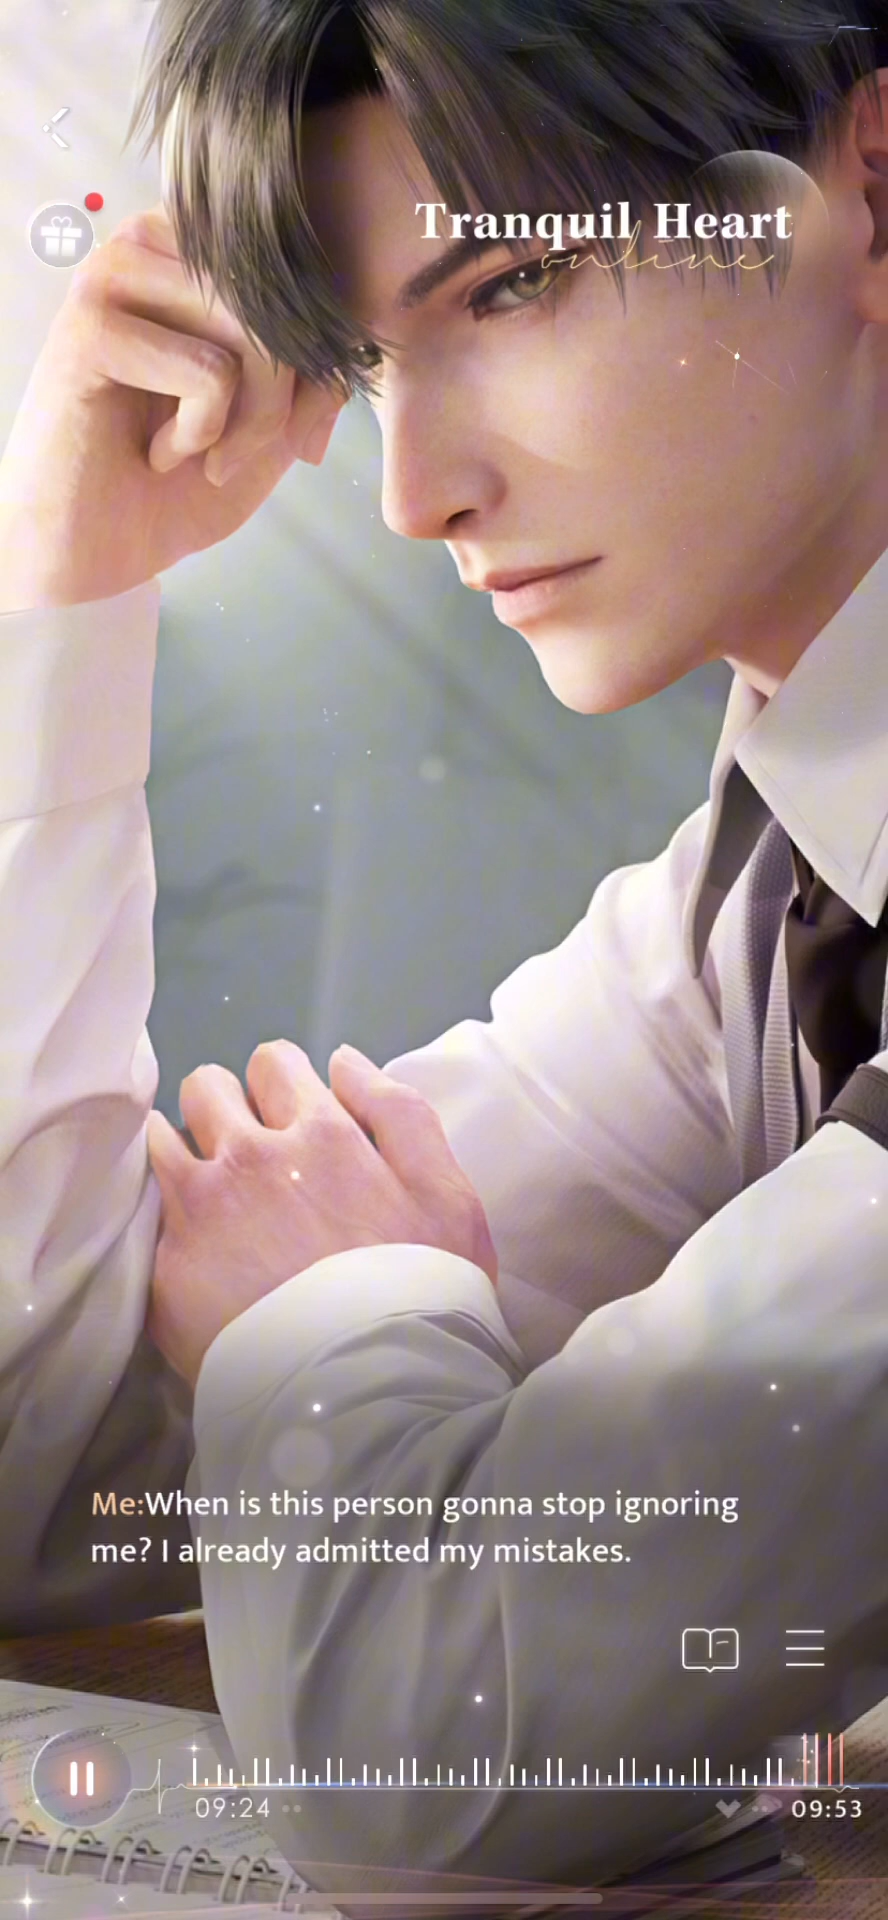 Tranquil Heart
online
Me:When is this person gonna stop ignoring
me? I already admitted my mistakes.
09:24
09:53